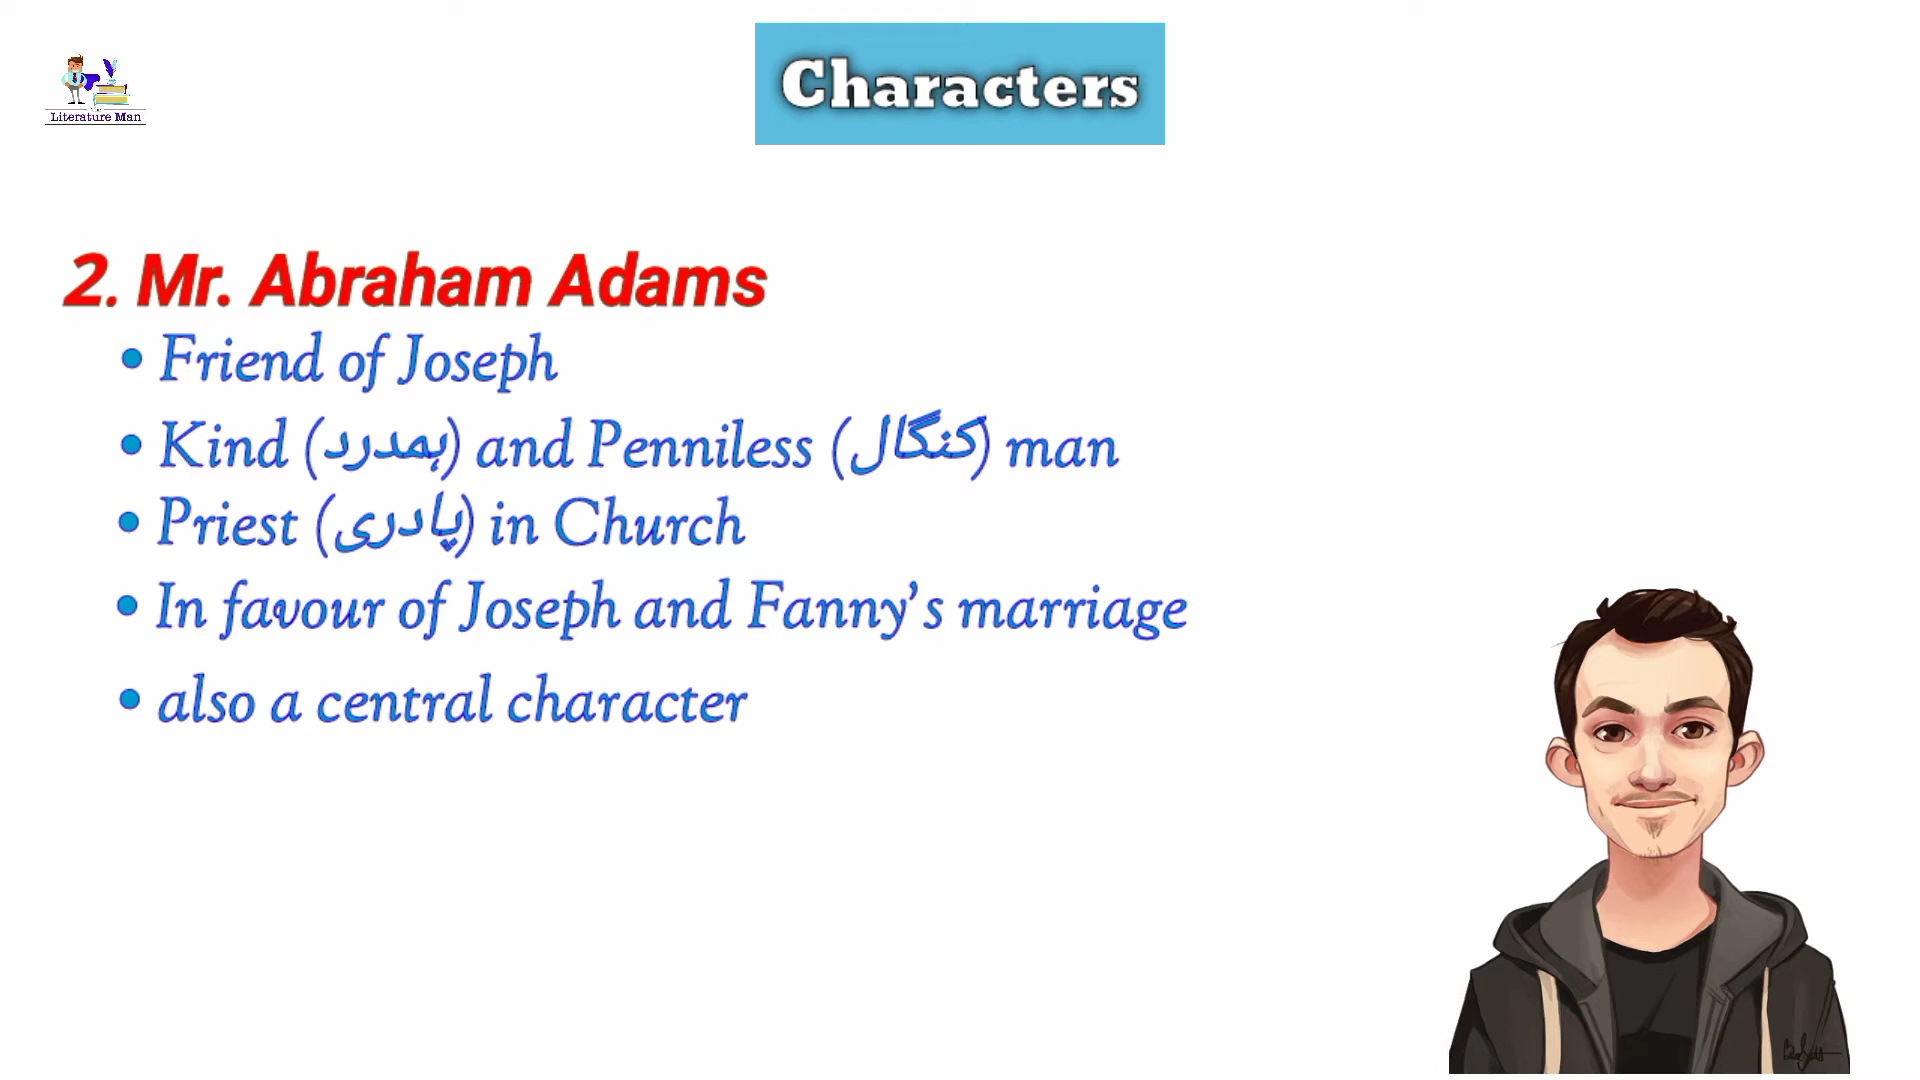 Literature Man
Characters
2. Mr. Abraham Adams
• Friend of Joseph
• Kind (ہمدرد) and Penniless (کنگال) man
• Priest (پادری) in Church
• In favour of Joseph and Fanny’s marriage
• also a central character